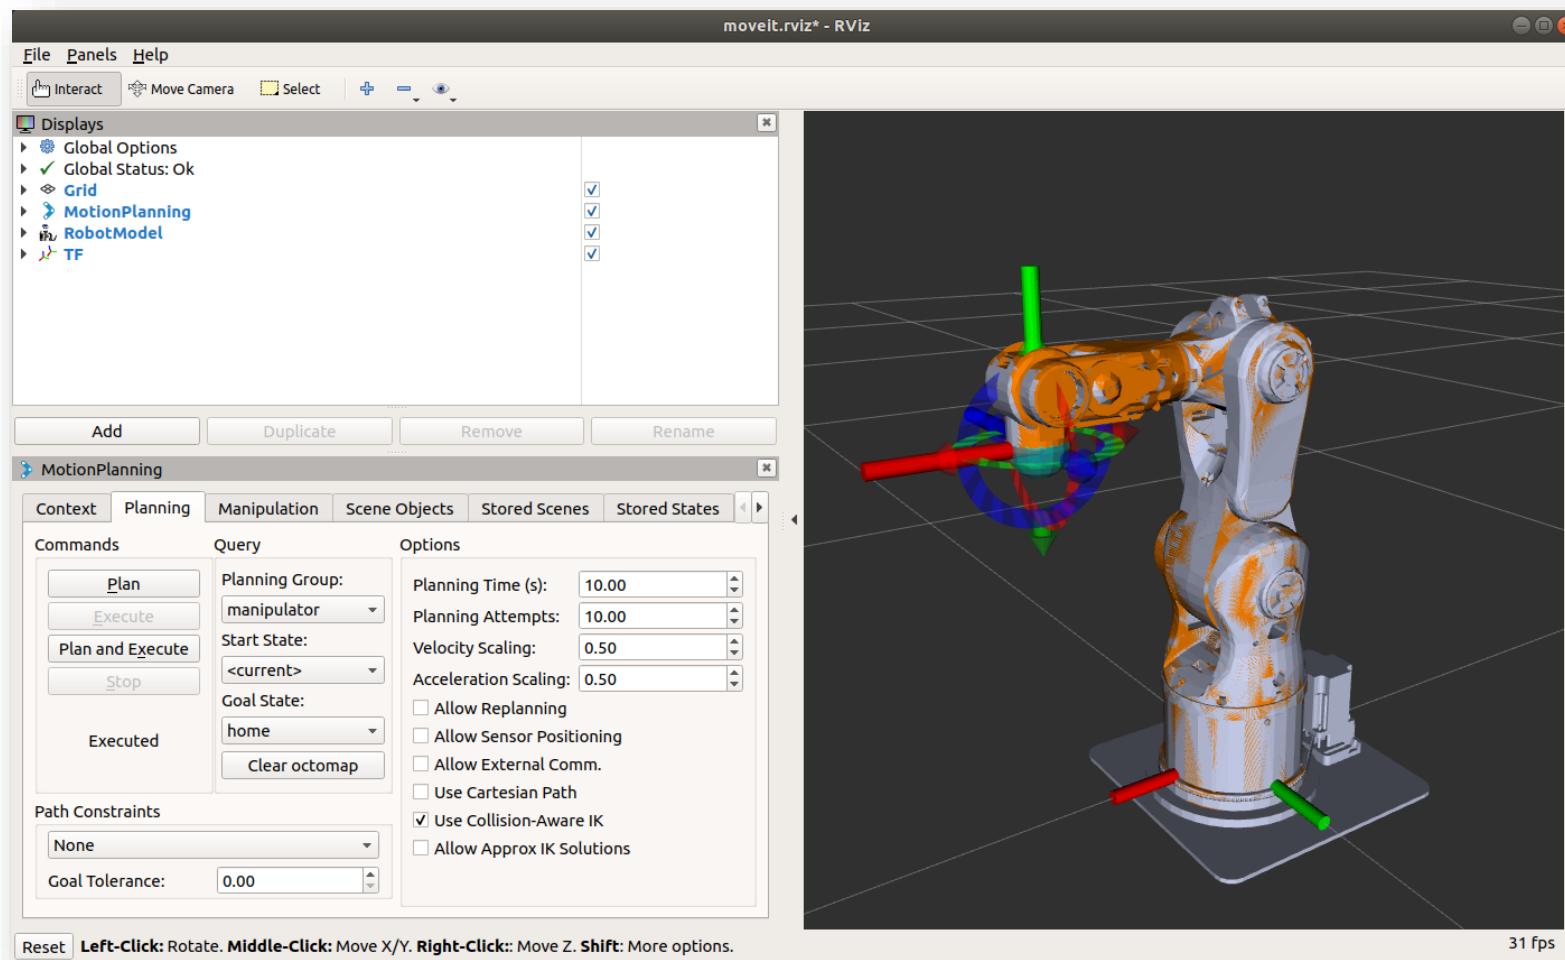 moveit.rviz* - RViz
File Panels Help
Interact Move Camera Select
Displays
Global Options
Global Status: Ok
Grid
MotionPlanning
RobotModel
TF
Add Duplicate Remove Rename
MotionPlanning
Context Planning Manipulation Scene Objects Stored Scenes Stored States
Commands
Plan
Execute
Plan and Execute
Stop
Executed
Query
Planning Group:
manipulator
Start State:
<current>
Goal State:
home
Clear octomap
Path Constraints
None
Goal Tolerance: 0.00
Options
Planning Time (s): 10.00
Planning Attempts: 10.00
Velocity Scaling: 0.50
Acceleration Scaling: 0.50
Allow Replanning
Allow Sensor Positioning
Allow External Comm.
Use Cartesian Path
Use Collision-Aware IK
Allow Approx IK Solutions
Reset Left-Click: Rotate. Middle-Click: Move X/Y. Right-Click:: Move Z. Shift: More options. 31 fps